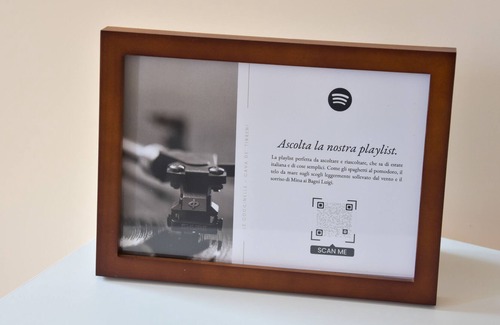 Ascolta la nostra playlist.
La playlist perfetta da ascoltare e riascoltare, che sa di estate
italiana e di cose semplici. Come gli spaghetti al pomodoro, il
telo da mare sugli scogli leggermente sollevato dal vento e il
sorriso di Mina ai Bagni Luigi.
SCAN ME